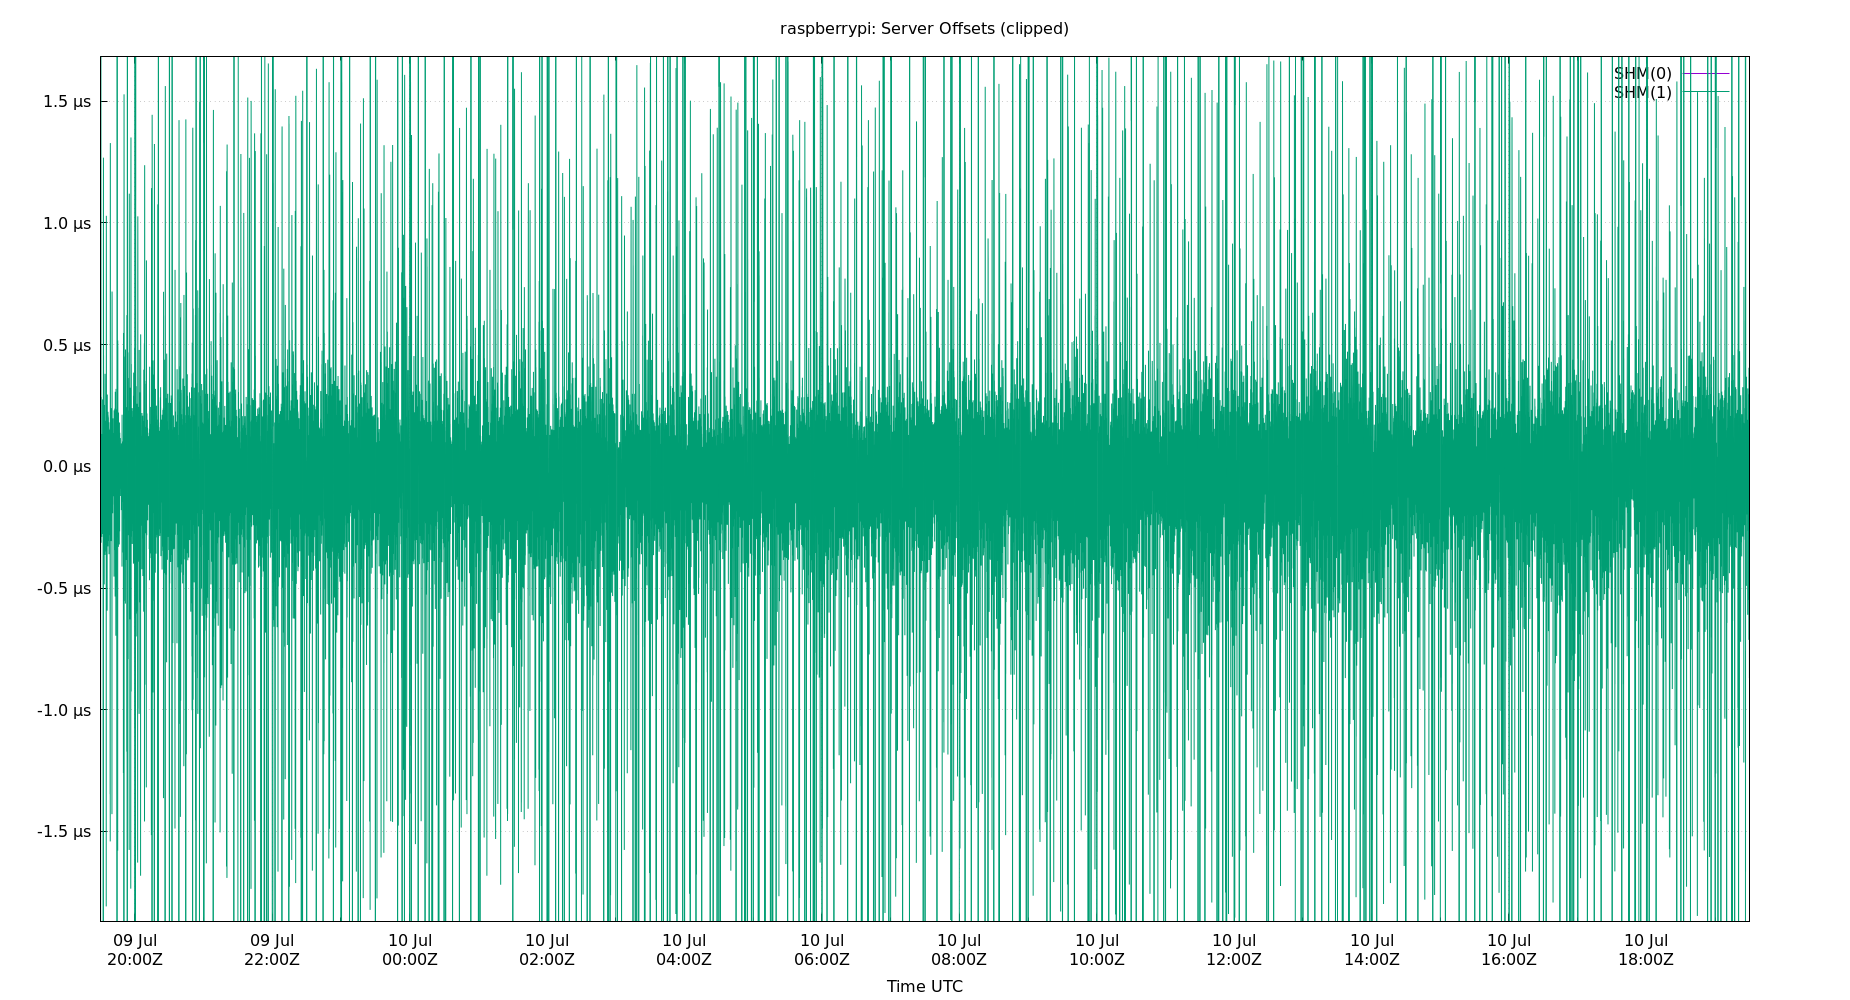 raspberrypi: Server Offsets (clipped)
SHM(0)
SHM(1)
1.5 µs
1.0 µs
0.5 µs
0.0 µs
-0.5 µs
-1.0 µs
-1.5 µs
09 Jul 09 Jul 10 Jul 10 Jul 10 Jul 10 Jul 10 Jul 10 Jul 10 Jul 10 Jul 10 Jul 10 Jul
20:00Z 22:00Z 00:00Z 02:00Z 04:00Z 06:00Z 08:00Z 10:00Z 12:00Z 14:00Z 16:00Z 18:00Z
Time UTC